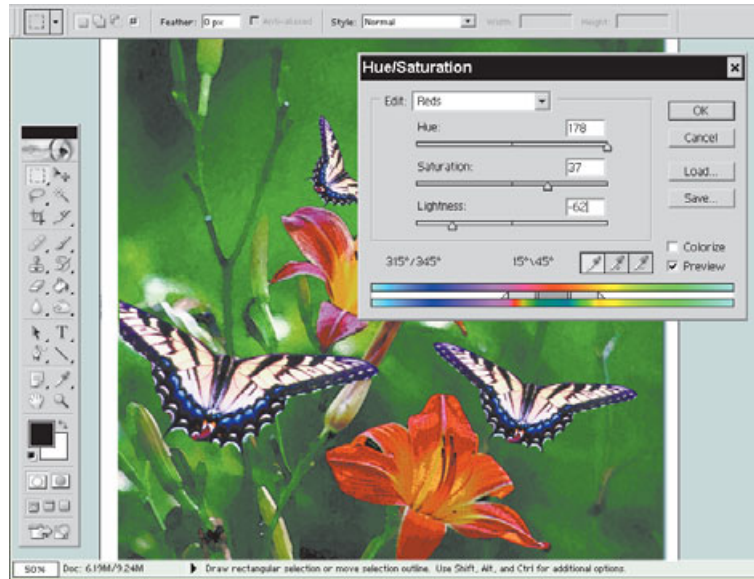 Feather: 0 px Anti-aliased Style: Normal Width: Height:
Hue/Saturation
Edit: Reds
OK
Hue: 178
Cancel
Saturation: 37
Load...
Lightness: -62
Save...
Colorize
315°/345° 15°\45°
Preview
T
50% Doc: 6.19M/9.24M Draw rectangular selection or move selection outline. Use Shift, Alt, and Ctrl for additional options.